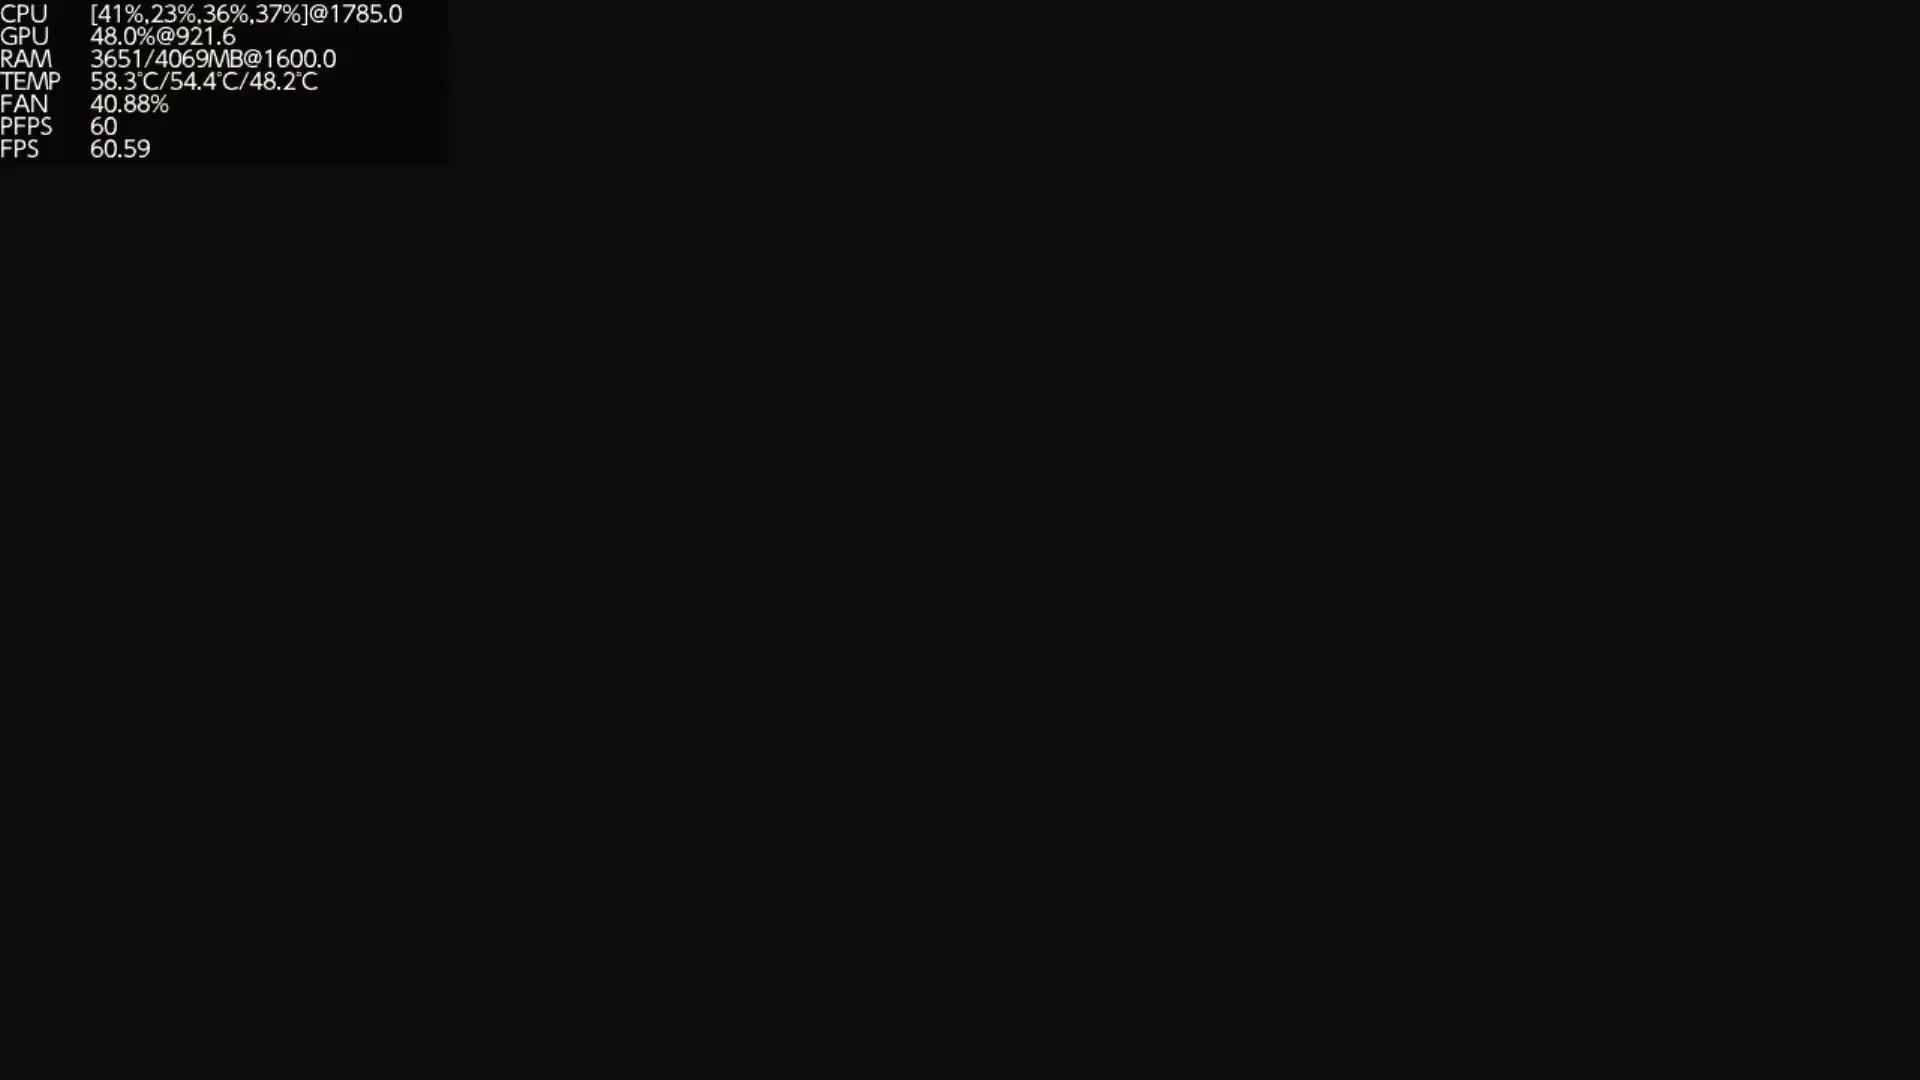 CPU [41%,23%,36%,37%]@1785.0
GPU 48.0%@921.6
RAM 3651/4069MB@1600.0
TEMP 58.3°C/54.4°C/48.2°C
FAN 40.88%
PFPS 60
FPS 60.59